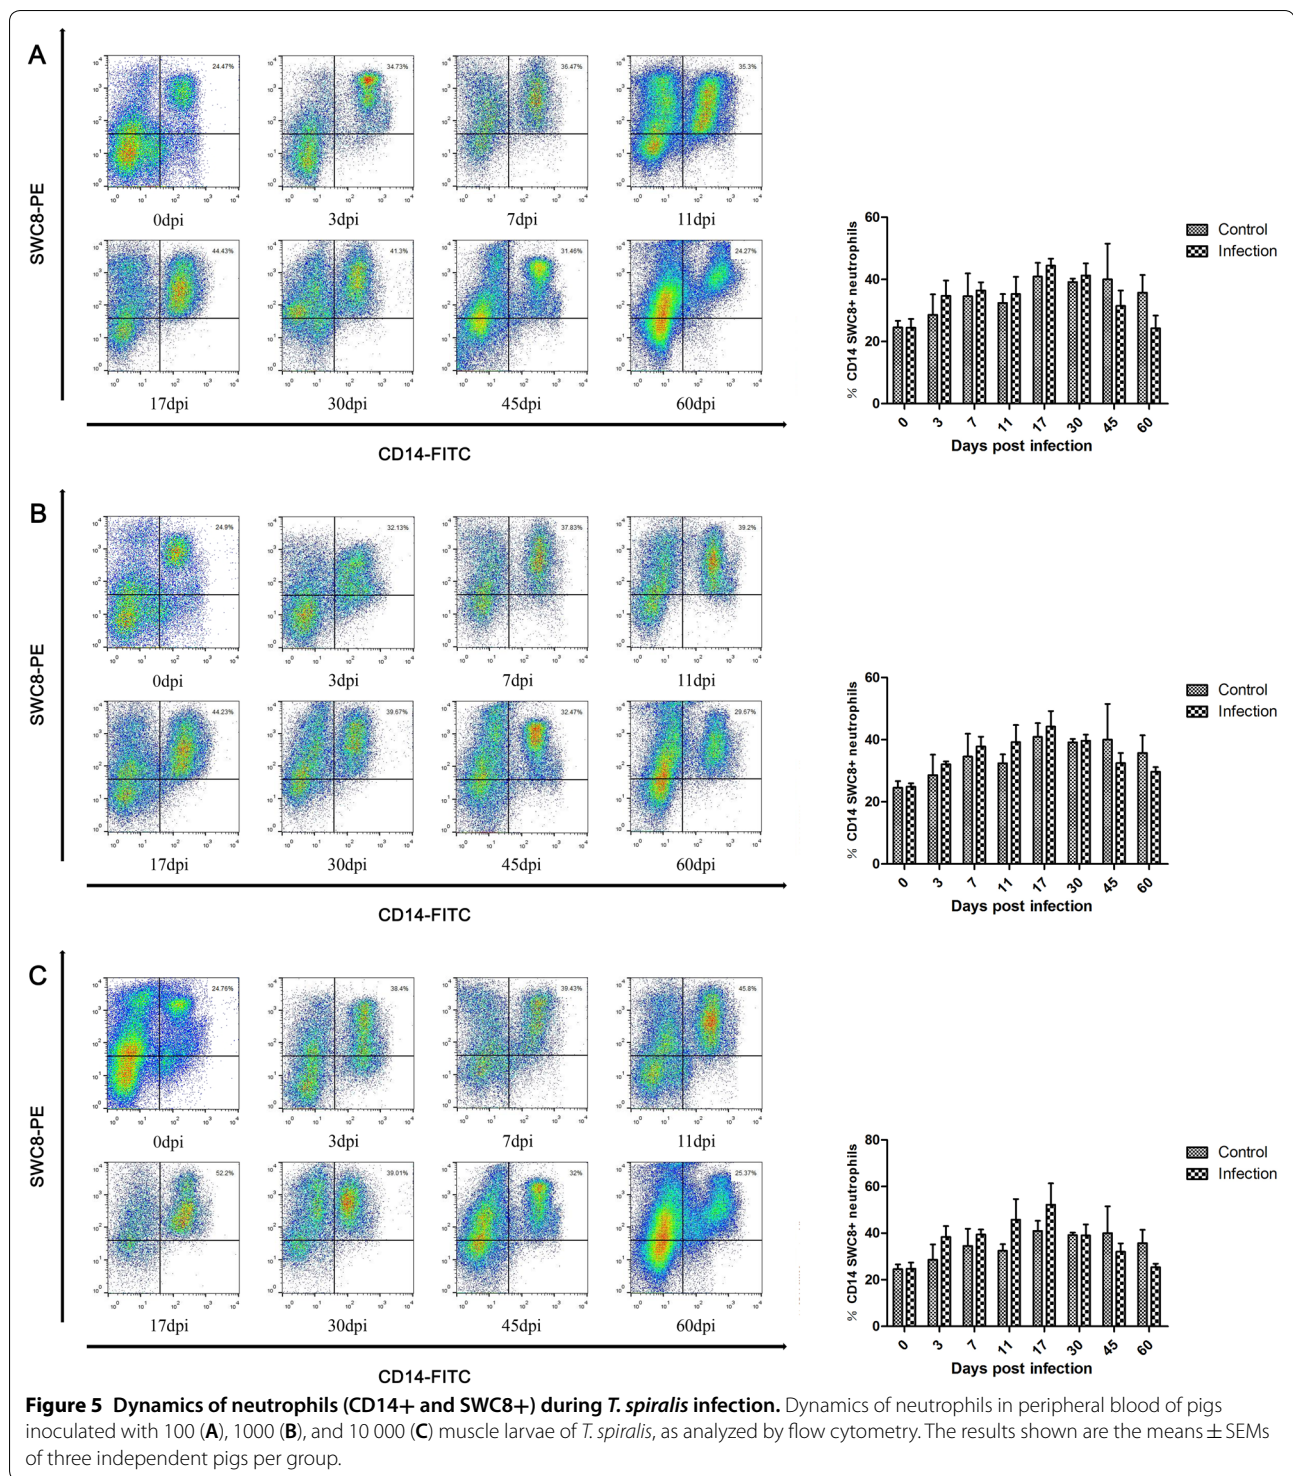 A
SWC8-PE
24.47%
34.73%
36.47%
35.3%
0dpi
3dpi
7dpi
11dpi
44.43%
41.3%
31.46%
24.27%
17dpi
30dpi
45dpi
60dpi
CD14-FITC
% CD14 SWC8+ neutrophils
60
40
20
0
0 3 7 11 17 30 45 60
Days post infection
Control
Infection
B
SWC8-PE
24.9%
32.13%
37.83%
39.2%
0dpi
3dpi
7dpi
11dpi
44.23%
39.67%
32.47%
29.67%
17dpi
30dpi
45dpi
60dpi
CD14-FITC
% CD14 SWC8+ neutrophils
60
40
20
0
0 3 7 11 17 30 45 60
Days post infection
Control
Infection
C
SWC8-PE
24.76%
38.4%
39.43%
45.8%
0dpi
3dpi
7dpi
11dpi
52.2%
39.01%
32%
25.37%
17dpi
30dpi
45dpi
60dpi
CD14-FITC
% CD14 SWC8+ neutrophils
80
60
40
20
0
0 3 7 11 17 30 45 60
Days post infection
Control
Infection
Figure 5 Dynamics of neutrophils (CD14+ and SWC8+) during T. spiralis infection. Dynamics of neutrophils in peripheral blood of pigs
inoculated with 100 (A), 1000 (B), and 10 000 (C) muscle larvae of T. spiralis, as analyzed by flow cytometry. The results shown are the means ± SEMs
of three independent pigs per group.